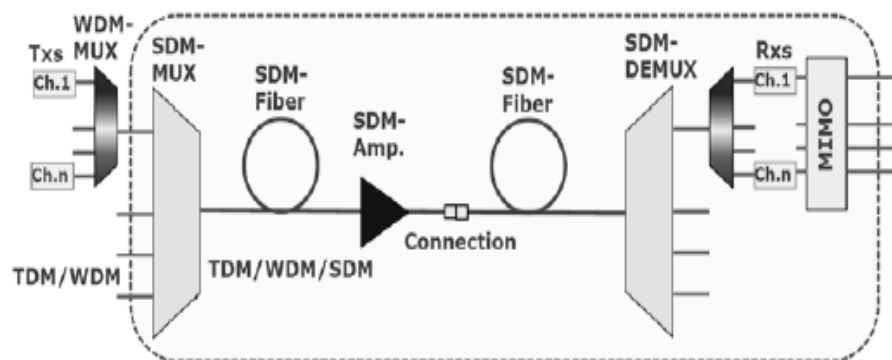 WDM-
MUX
Txs
Ch.1
Ch.n
TDM/WDM
SDM-
MUX
SDM-
Fiber
TDM/WDM/SDM
SDM-
Amp.
Connection
SDM-
Fiber
SDM-
DEMUX
Rxs
Ch.1
Ch.n
MIMO